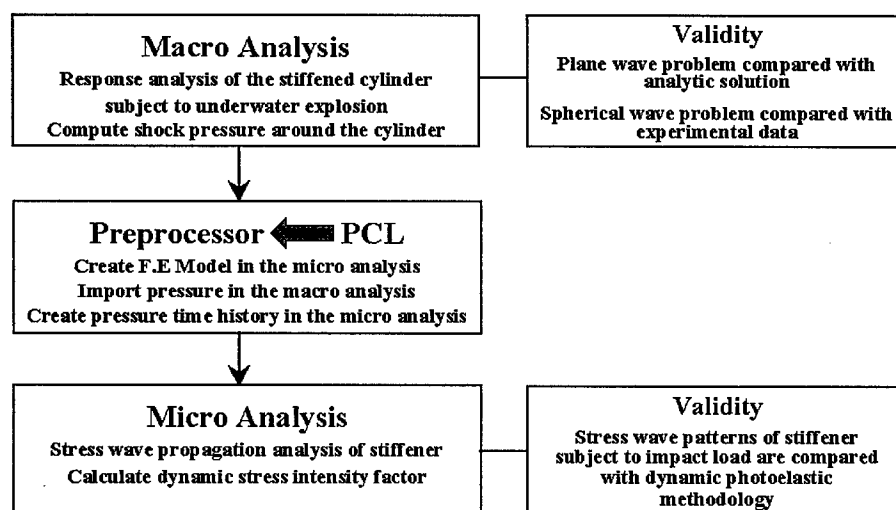 Macro Analysis
Response analysis of the stiffened cylinder
subject to underwater explosion
Compute shock pressure around the cylinder
Validity
Plane wave problem compared with
analytic solution
Spherical wave problem compared with
experimental data
Preprocessor PCL
Create F.E Model in the micro analysis
Import pressure in the macro analysis
Create pressure time history in the micro analysis
Micro Analysis
Stress wave propagation analysis of stiffener
Calculate dynamic stress intensity factor
Validity
Stress wave patterns of stiffener
subject to impact load are compared
with dynamic photoelastic
methodology